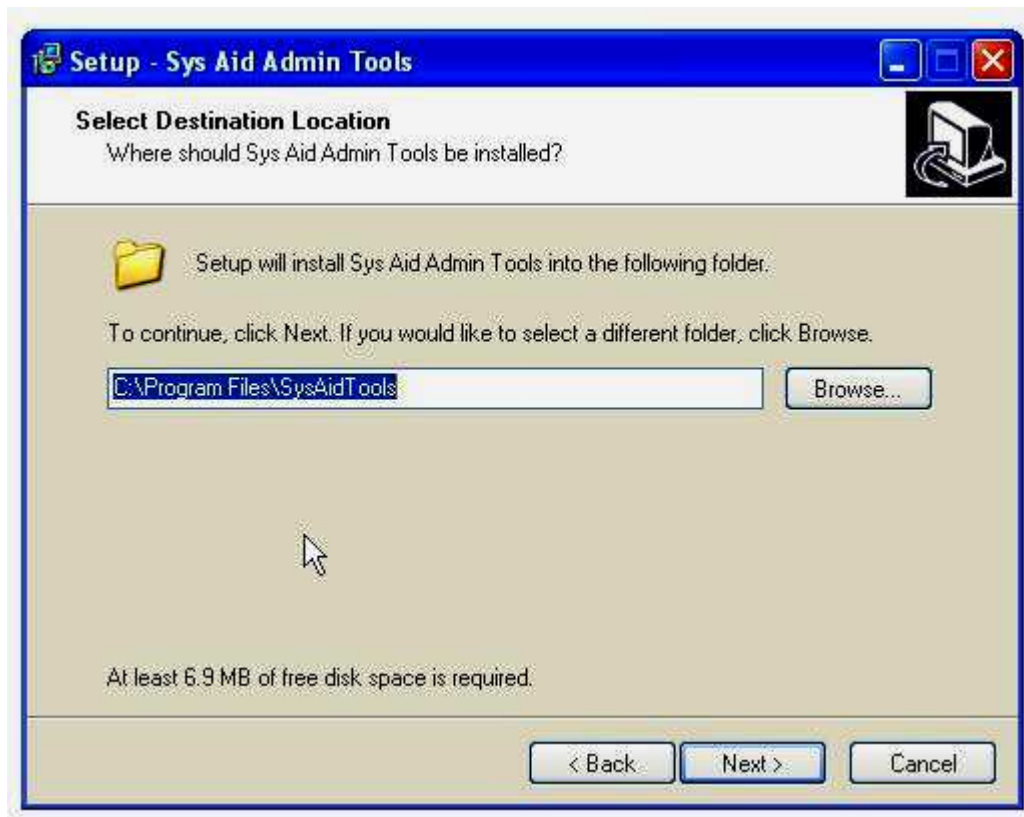 Setup - Sys Aid Admin Tools
Select Destination Location
Where should Sys Aid Admin Tools be installed?
Setup will install Sys Aid Admin Tools into the following folder.
To continue, click Next. If you would like to select a different folder, click Browse.
C:\Program Files\SysAidTools
Browse...
At least 6.9 MB of free disk space is required.
< Back
Next >
Cancel